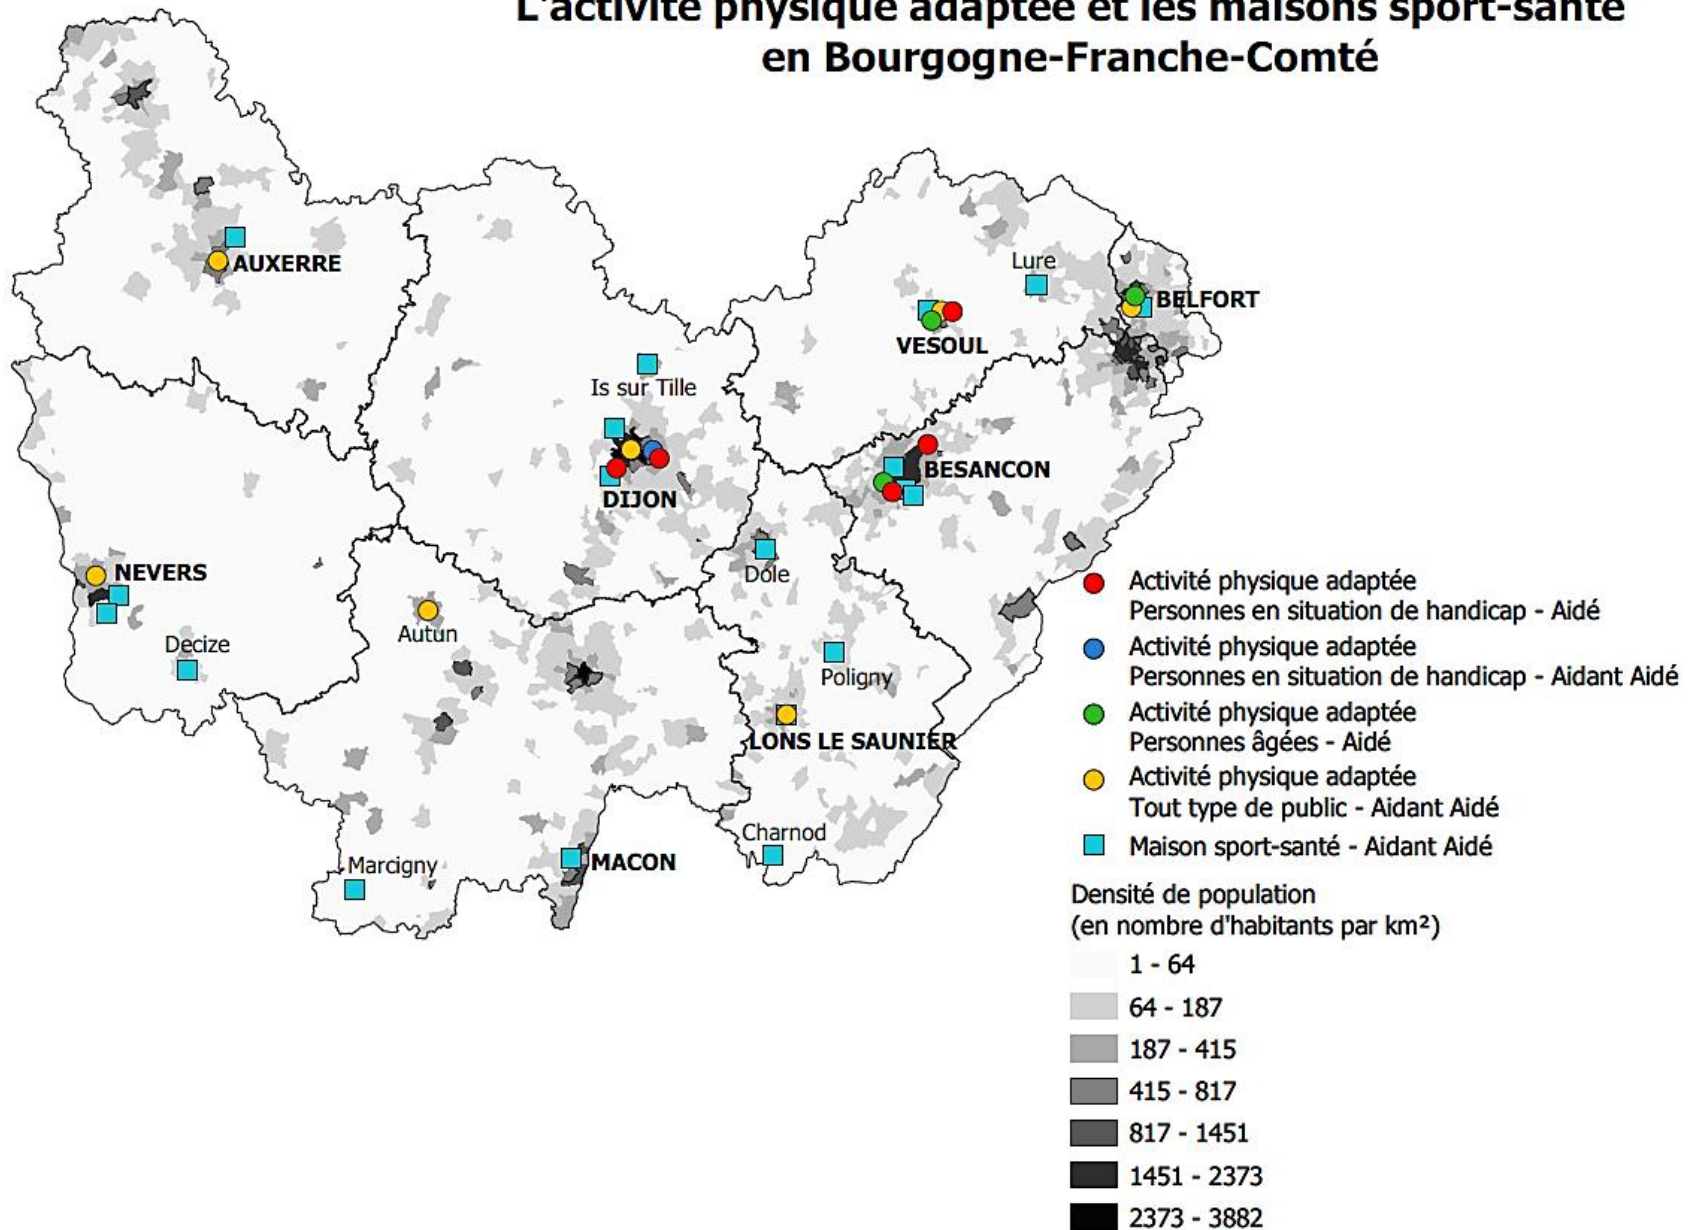 L'activité physique adaptée et les maisons sport-santé
en Bourgogne-Franche-Comté
AUXERRE
Lure
BELFORT
VESOUL
Is sur Tille
BESANCON
DIJON
NEVERS
Dole
Decize
Autun
Poligny
LONS LE SAUNIER
Charnod
Marcigny
MACON
Activité physique adaptée
Personnes en situation de handicap - Aidé
Activité physique adaptée
Personnes en situation de handicap - Aidant Aidé
Activité physique adaptée
Personnes âgées - Aidé
Activité physique adaptée
Tout type de public - Aidant Aidé
Maison sport-santé - Aidant Aidé
Densité de population
(en nombre d'habitants par km²)
1 - 64
64 - 187
187 - 415
415 - 817
817 - 1451
1451 - 2373
2373 - 3882